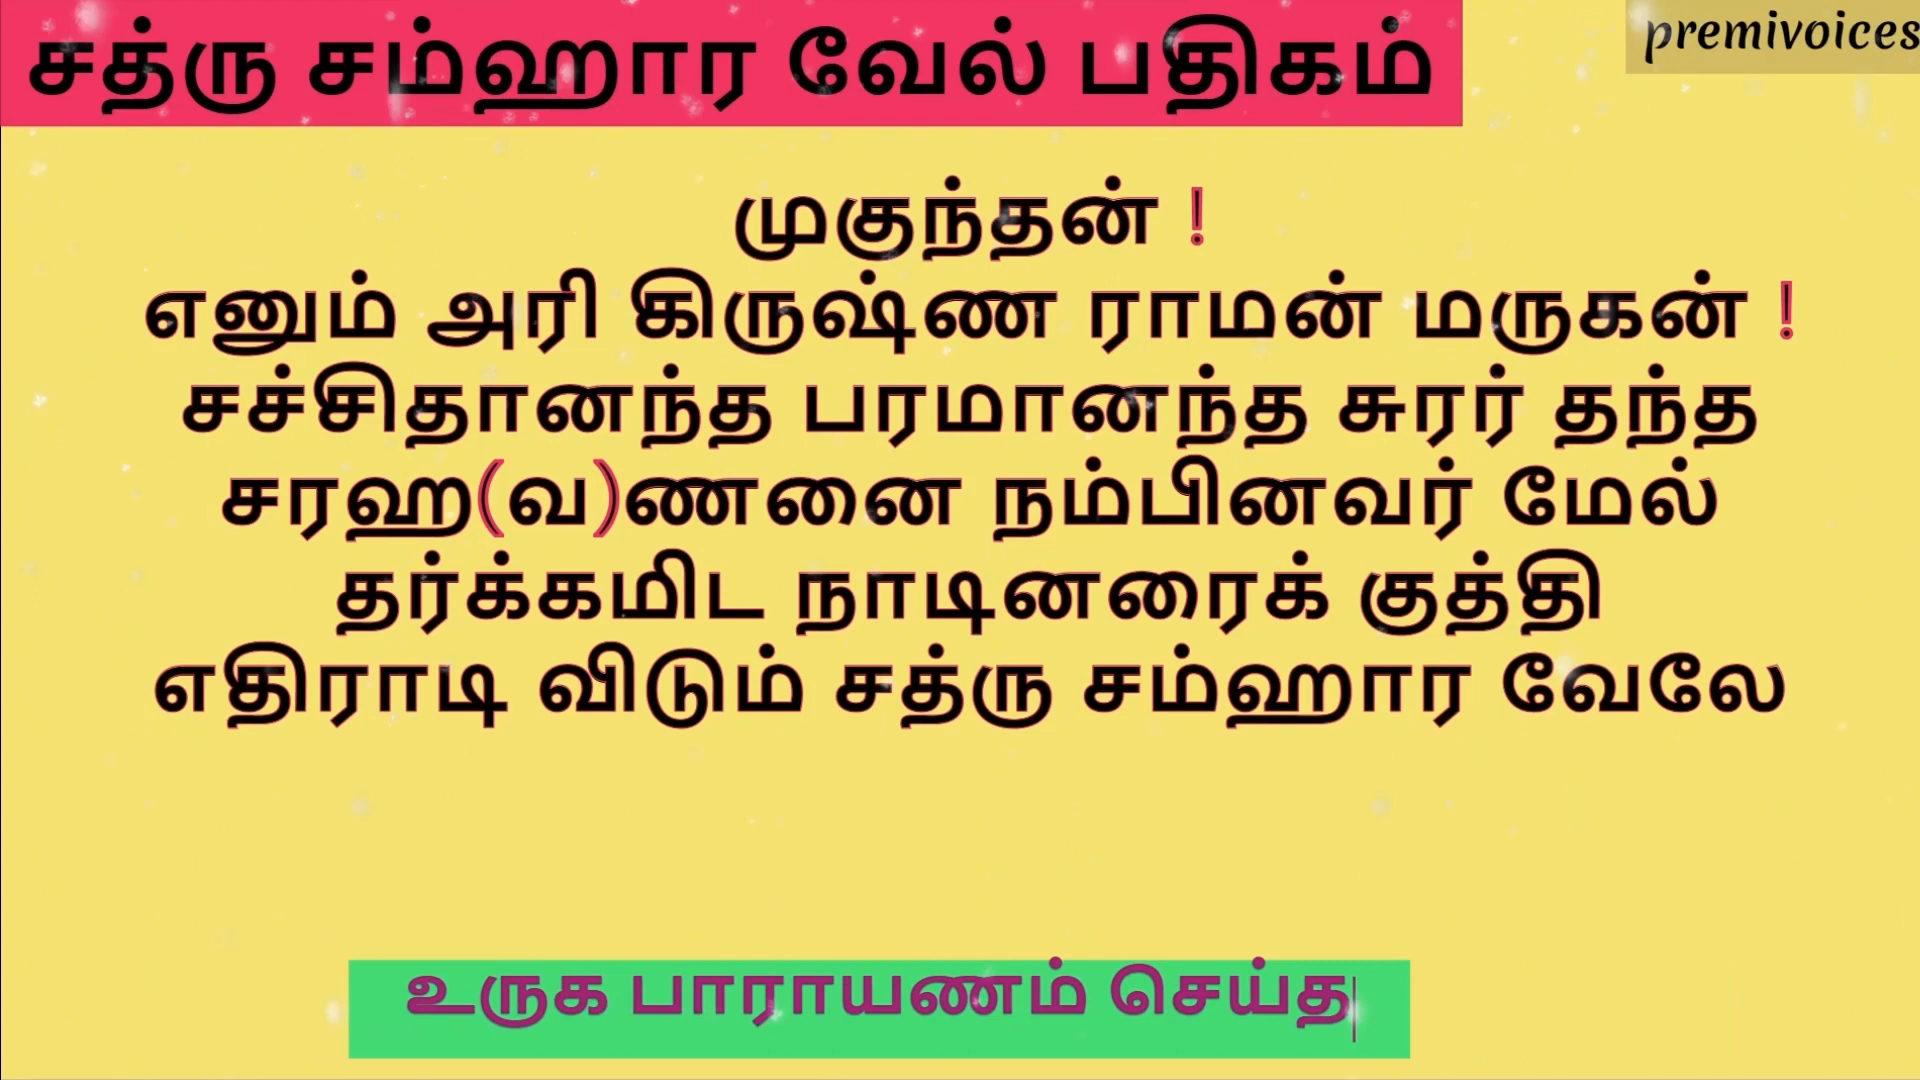 சத்ரு சம்ஹார வேல் பதிகம்
premivoices
முகுந்தன் !
எனும் அரி கிருஷ்ண ராமன் மருகன் !
சச்சிதானந்த பரமானந்த சுரர் தந்த
சரஹ(வ)ணனை நம்பினவர் மேல்
தர்க்கமிட நாடினரைக் குத்தி
எதிராடி விடும் சத்ரு சம்ஹார வேலே
உருக பாராயணம் செய்த